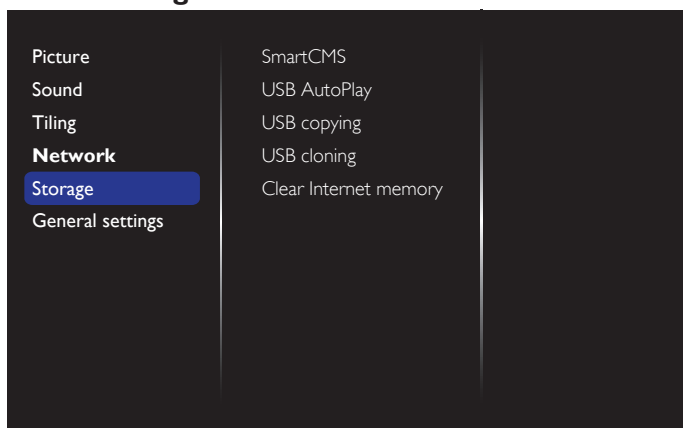 Picture
Sound
Tiling
Network
Storage
General settings
SmartCMS
USB AutoPlay
USB copying
USB cloning
Clear Internet memory